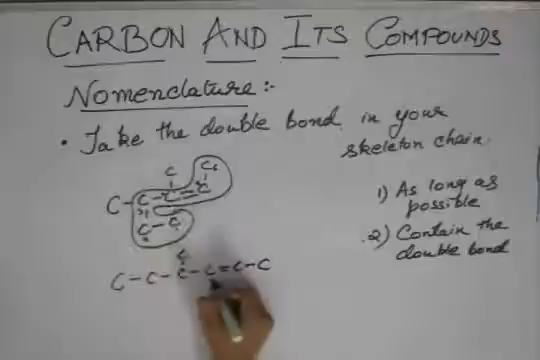 CARBON AND ITS COMPOUNDS
Nomenclature :-
• Take the double bond in your
skeleton chain.
1) As long as
possible
2) Contain the
double bond
C C
C - C - C = C
C - C
C
C - C - C - C = C - C